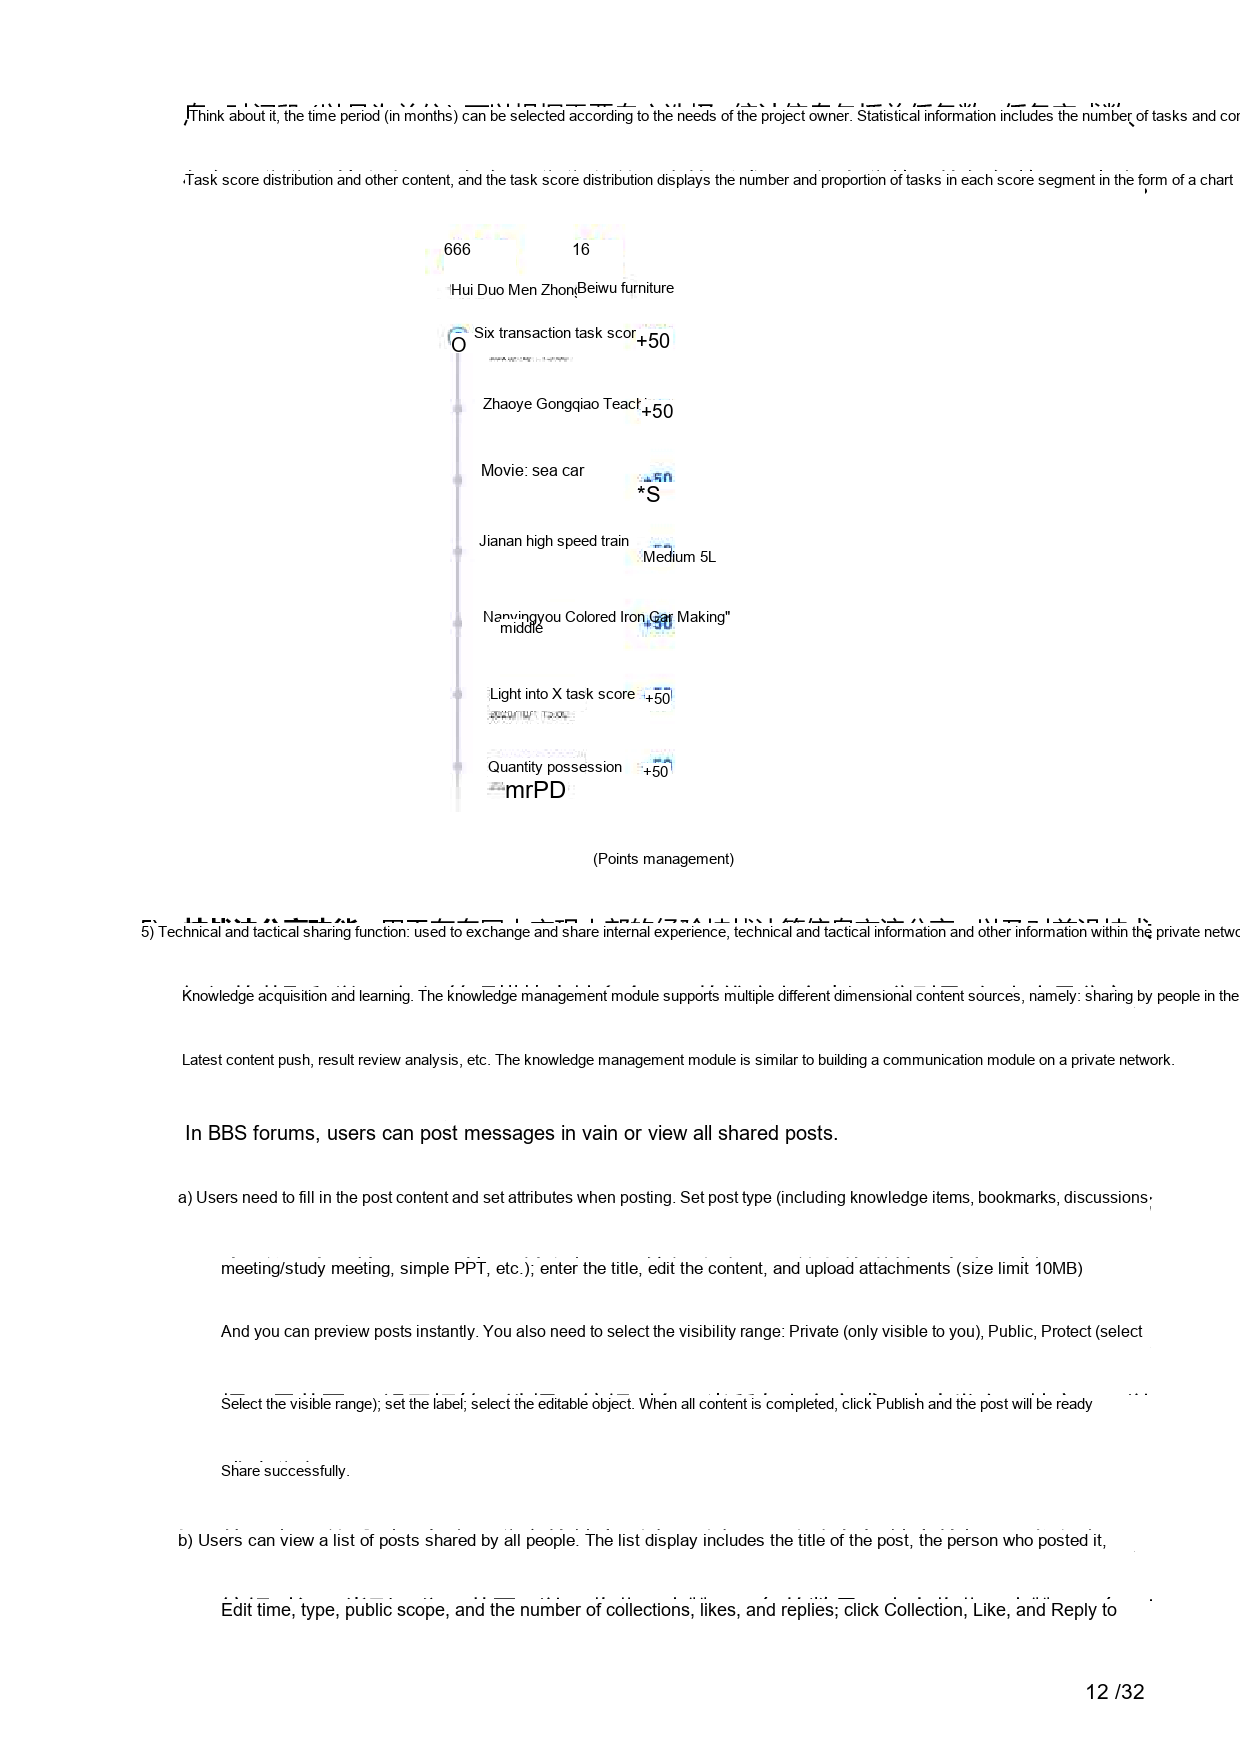 Think about it, the time period (in months) can be selected according to the needs of the project owner. Statistical information includes the number of tasks and
Task score distribution and other content, and the task score distribution displays the number and proportion of tasks in each score segment in the form of a chart
666 16
Hui Duo Men Beiwu furniture
O Six transaction task +50
Zhaoye Gongqiao +50
Movie: sea car +50
*S
Jianan high speed train
Medium 5L
Nanyingyou Colored Iron Car Making" +50
middle
Light into X task score +50
Quantity possession +50
mrPD
(Points management)
5) Technical and tactical sharing function: used to exchange and share internal experience, technical and tactical information and other information within the private
Knowledge acquisition and learning. The knowledge management module supports multiple different dimensional content sources, namely: sharing by people in the
Latest content push, result review analysis, etc. The knowledge management module is similar to building a communication module on a private network.
In BBS forums, users can post messages in vain or view all shared posts.
a) Users need to fill in the post content and set attributes when posting. Set post type (including knowledge items, bookmarks, discussions
meeting/study meeting, simple PPT, etc.); enter the title, edit the content, and upload attachments (size limit 10MB)
And you can preview posts instantly. You also need to select the visibility range: Private (only visible to you), Public, Protect (select
Select the visible range); set the label; select the editable object. When all content is completed, click Publish and the post will be ready
Share successfully.
b) Users can view a list of posts shared by all people. The list display includes the title of the post, the person who posted it,
Edit time, type, public scope, and the number of collections, likes, and replies; click Collection, Like, and Reply to
12 /32